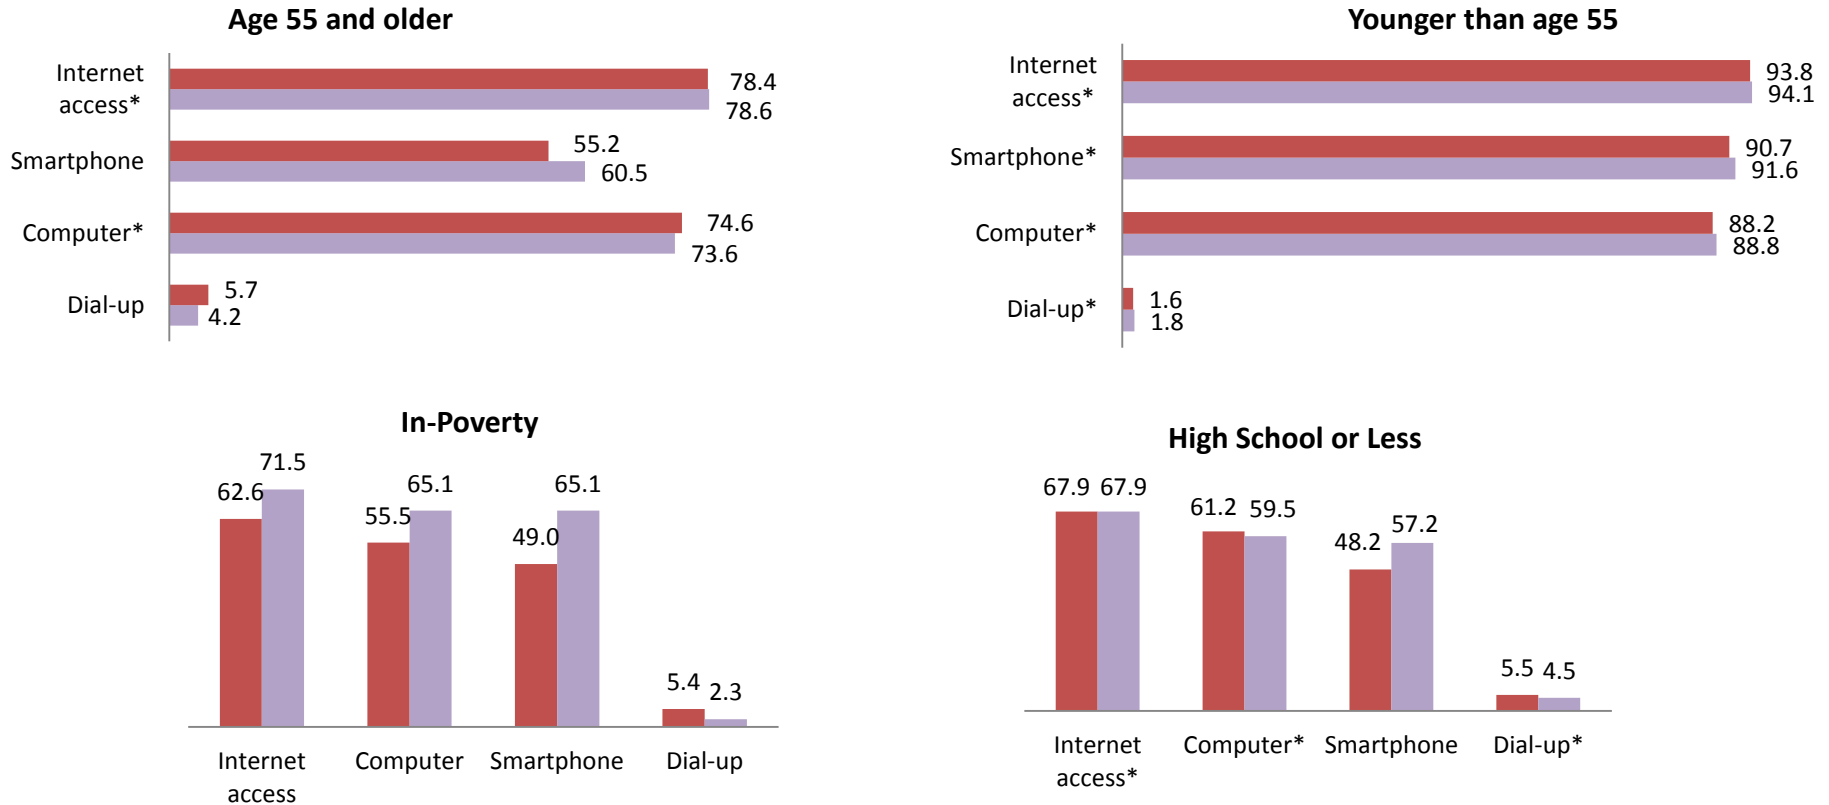 Age 55 and older
Internet
access*
78.4
78.6
Smartphone
55.2
60.5
Computer*
74.6
73.6
Dial-up
5.7
4.2
Younger than age 55
Internet
access*
93.8
94.1
Smartphone*
90.7
91.6
Computer*
88.2
88.8
Dial-up*
1.6
1.8
In-Poverty
62.6
71.5
55.5
65.1
49.0
65.1
5.4
2.3
Internet
access
Computer
Smartphone
Dial-up
High School or Less
67.9
67.9
61.2
59.5
48.2
57.2
5.5
4.5
Internet
access*
Computer*
Smartphone
Dial-up*